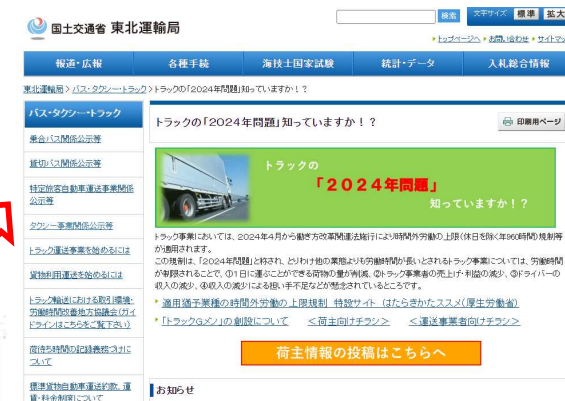 国土交通省 東北運輸局
検索
文字サイズ 標準 拡大
トップページへ お問い合わせ サイトマッ
報道・広報 各種手続 海技士国家試験 統計・データ 入札総合情報
東北運輸局 > バス・タクシー・トラック > トラックの「2024年問題」知っていますか！？
バス・タクシー・トラック
乗合バス関係公示等
貸切バス関係公示等
特定旅客自動車運送事業関係
公示等
タクシー事業関係公示等
トラック運送事業を始めるには
貨物利用運送を始めるには
トラック輸送における取引環境・
労働時間改善地方協議会(ガイ
ドラインはこちらをご覧下さい)
荷待ち時間の記録義務づけに
ついて
標準貨物自動車運送約款、運
賃・料金制度について
トラックの「2024年問題」知っていますか！？
印刷用ページ
トラックの
「２０２４年問題」
知っていますか！？
トラック事業においては、2024年4月から働き方改革関連法施行により時間外労働の上限(休日を除く年960時間)規制等
が適用されます。
この規制は、「2024年問題」と称され、とりわけ他の業態よりも労働時間が長いとされるトラック事業については、労働時間
が制限されることで、①1日に運ぶことができる荷物の量が削減、②トラック事業者の売上げ・利益の減少、③ドライバーの
収入の減少、④収入の減少による担い手不足などが懸念されているところです。
・適用猶予業種の時間外労働の上限規制 特設サイト はたらきかたススメ(厚生労働省)
・「トラックGメン」の創設について ＜荷主向けチラシ＞ ＜運送事業者向けチラシ＞
荷主情報の投稿はこちらへ
お知らせ